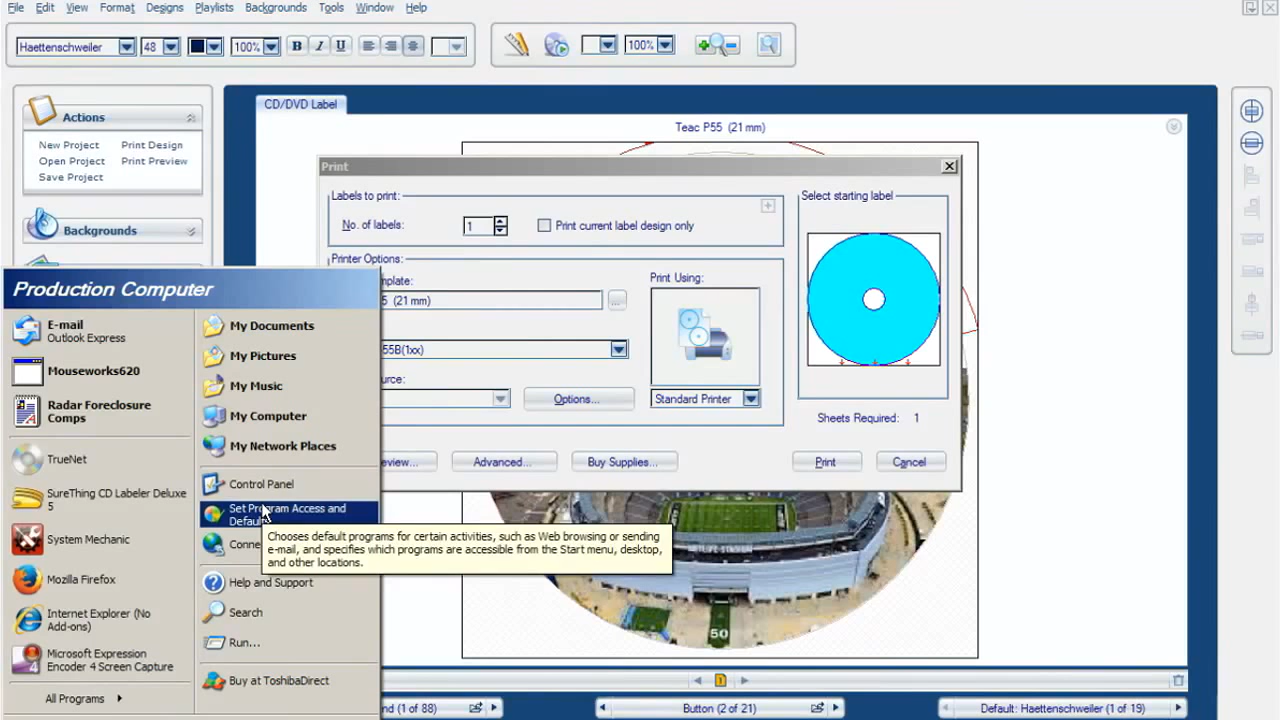 File Edit View Format Designs Playlists Backgrounds Tools Window Help
Haettenschweiler 48 100% B I U 100%
Actions
New Project Print Design
Open Project Print Preview
Save Project
Backgrounds
CD/DVD Label
Teac P55 (21 mm)
Print
Labels to print:
No. of labels: 1 Print current label design only
Printer Options:
mplate:
5 (21 mm)
55B(1xx)
urce:
Options...
Print Using:
Standard Printer
Select starting label
Sheets Required: 1
eview... Advanced... Buy Supplies... Print Cancel
Production Computer
E-mail
Outlook Express
Mouseworks620
Radar Foreclosure
Comps
TrueNet
SureThing CD Labeler Deluxe
5
System Mechanic
Mozilla Firefox
Internet Explorer (No
Add-ons)
Microsoft Expression
Encoder 4 Screen Capture
All Programs
My Documents
My Pictures
My Music
My Computer
My Network Places
Control Panel
Set Program Access and
Defaul
Conne
Help and Support
Search
Run...
Buy at ToshibaDirect
Chooses default programs for certain activities, such as Web browsing or sending
e-mail, and specifies which programs are accessible from the Start menu, desktop,
and other locations.
METLIFE STADIUM
50
1
nd (1 of 88) Button (2 of 21) Default: Haettenschweiler (1 of 19)